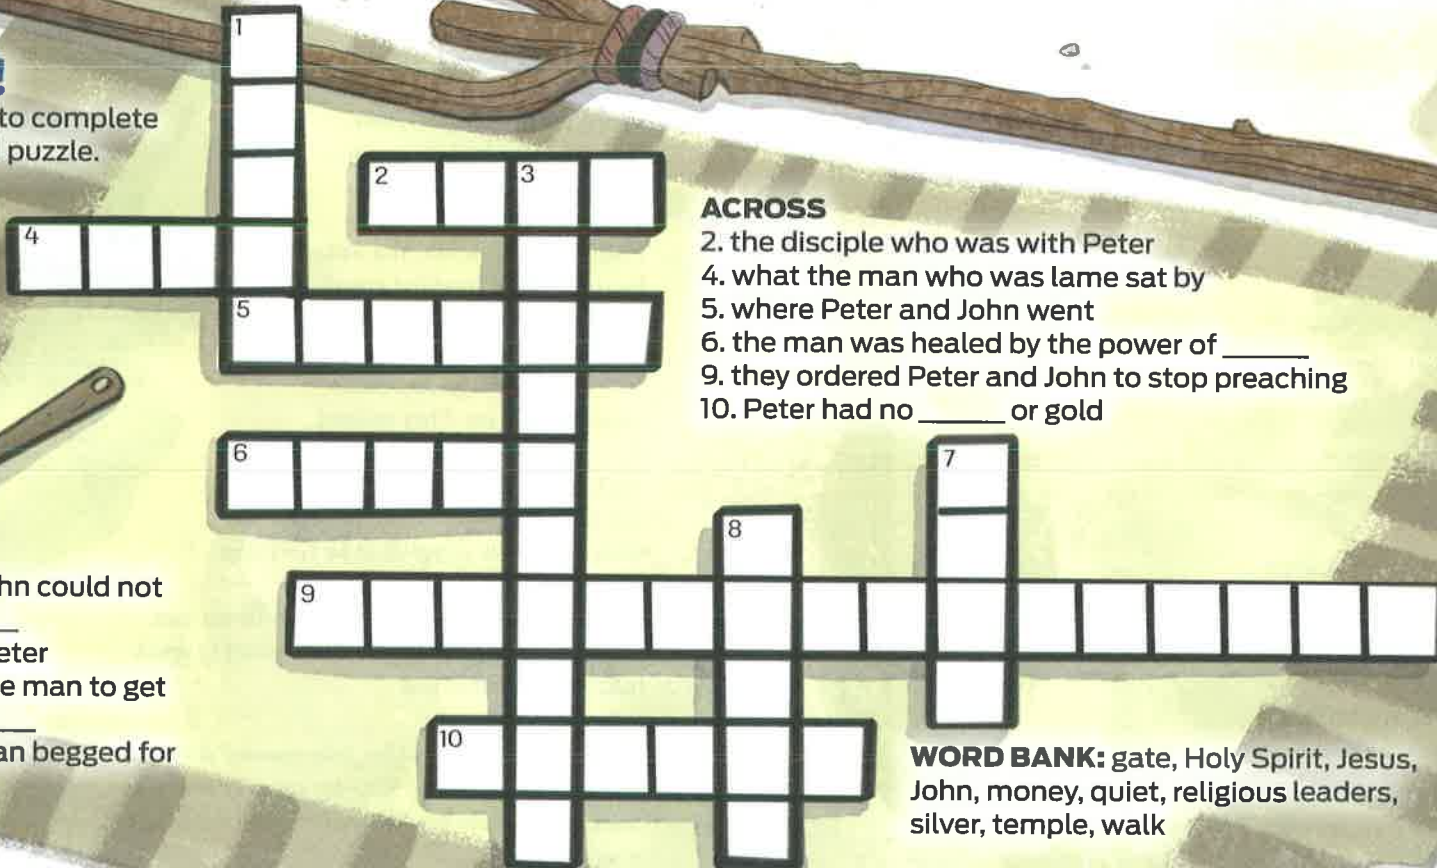 !
to complete
puzzle.
1
2
3
4
5
6
7
8
9
10
ACROSS
2. the disciple who was with Peter
4. what the man who was lame sat by
5. where Peter and John went
6. the man was healed by the power of _____
9. they ordered Peter and John to stop preaching
10. Peter had no _____ or gold
hn could not
__
eter
e man to get
__
an begged for
WORD BANK: gate, Holy Spirit, Jesus,
John, money, quiet, religious leaders,
silver, temple, walk